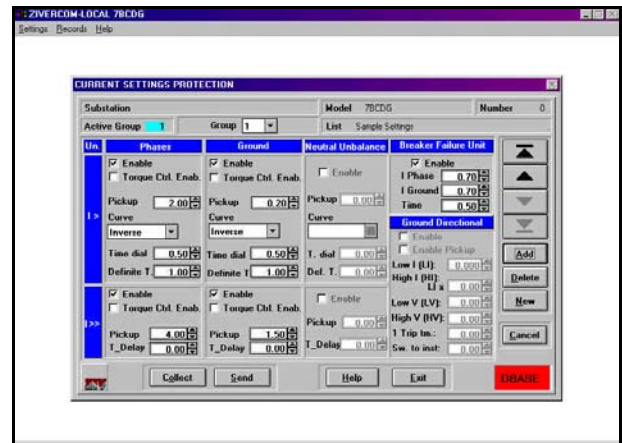 ZIVERCOM-LOCAL 7BCDG
Settings Records Help
CURRENT SETTINGS PROTECTION
Substation Model 7BCDG Number 0
Active Group 1 Group 1 List Sample Settings
Un. Phases Ground Neutral Unbalance Breaker Failure Unit
Enable Enable Enable Enable
Torque Ctrl. Enab. Torque Ctrl. Enab.
I Phase 0.70
I Ground 0.70
Pickup 2.00 Pickup 0.20 Pickup 0.00 Time 0.50
I >
Curve Curve Curve Ground Directional
Inverse Inverse
Enable
Enable Pickup
Time dial 0.50 Time dial 0.50 T. dial 0.00 Low I (LI): 0.000
Definite T. 1.00 Definite T 1.00 Del. T. 0.00 High I (HI):
LI x 0.00
Enable Enable Enable Low V (LV): 0.00
Torque Ctrl. Enab. Torque Ctrl. Enab.
I>>
High V (HV): 0.00
Pickup 4.00 Pickup 1.50 Pickup 0.00 1 Trip tm.: 0.00
T_Delay 0.00 T_Delay 0.00 T_Delay 0.00 Sw. to inst: 0.00
Add
Delete
New
Cancel
Collect Send Help Exit DBASE